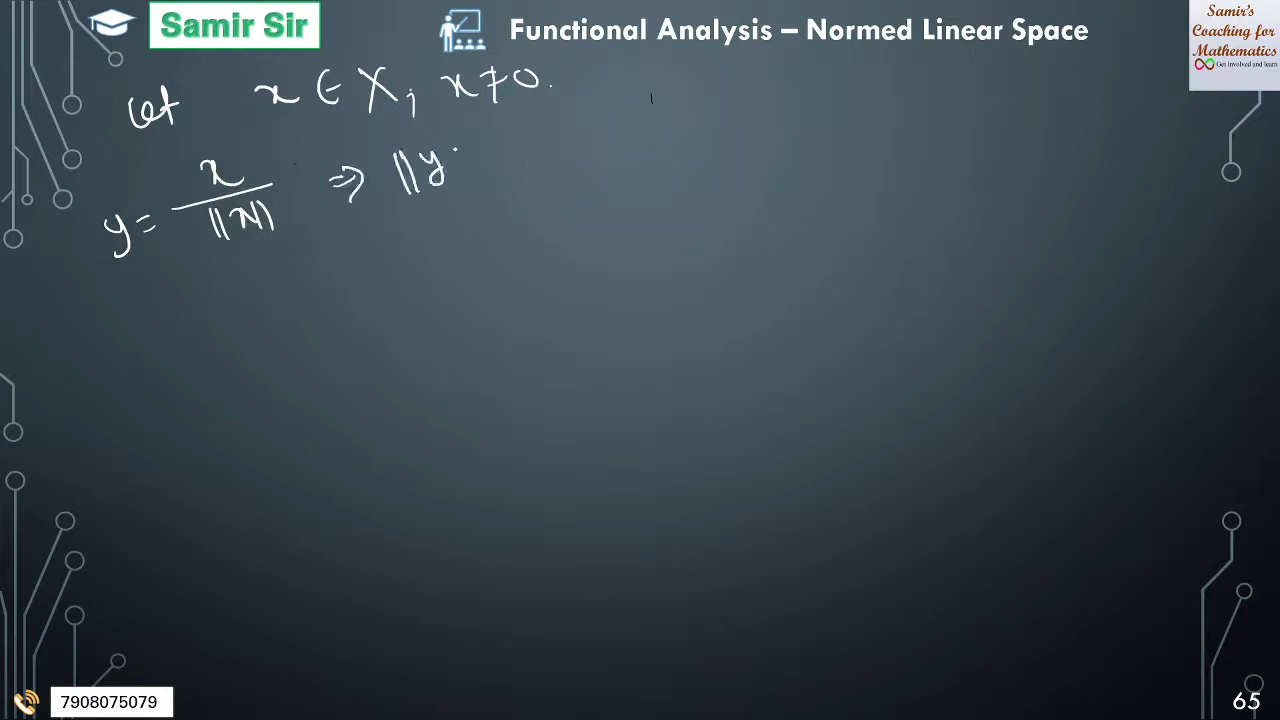 Samir Sir
Functional Analysis – Normed Linear Space
Samir's
Coaching for
Mathematics
Get involved and learn
Let x ∈ X, x ≠ 0.
y = x / ||x|| ⇒ ||y
7908075079
65